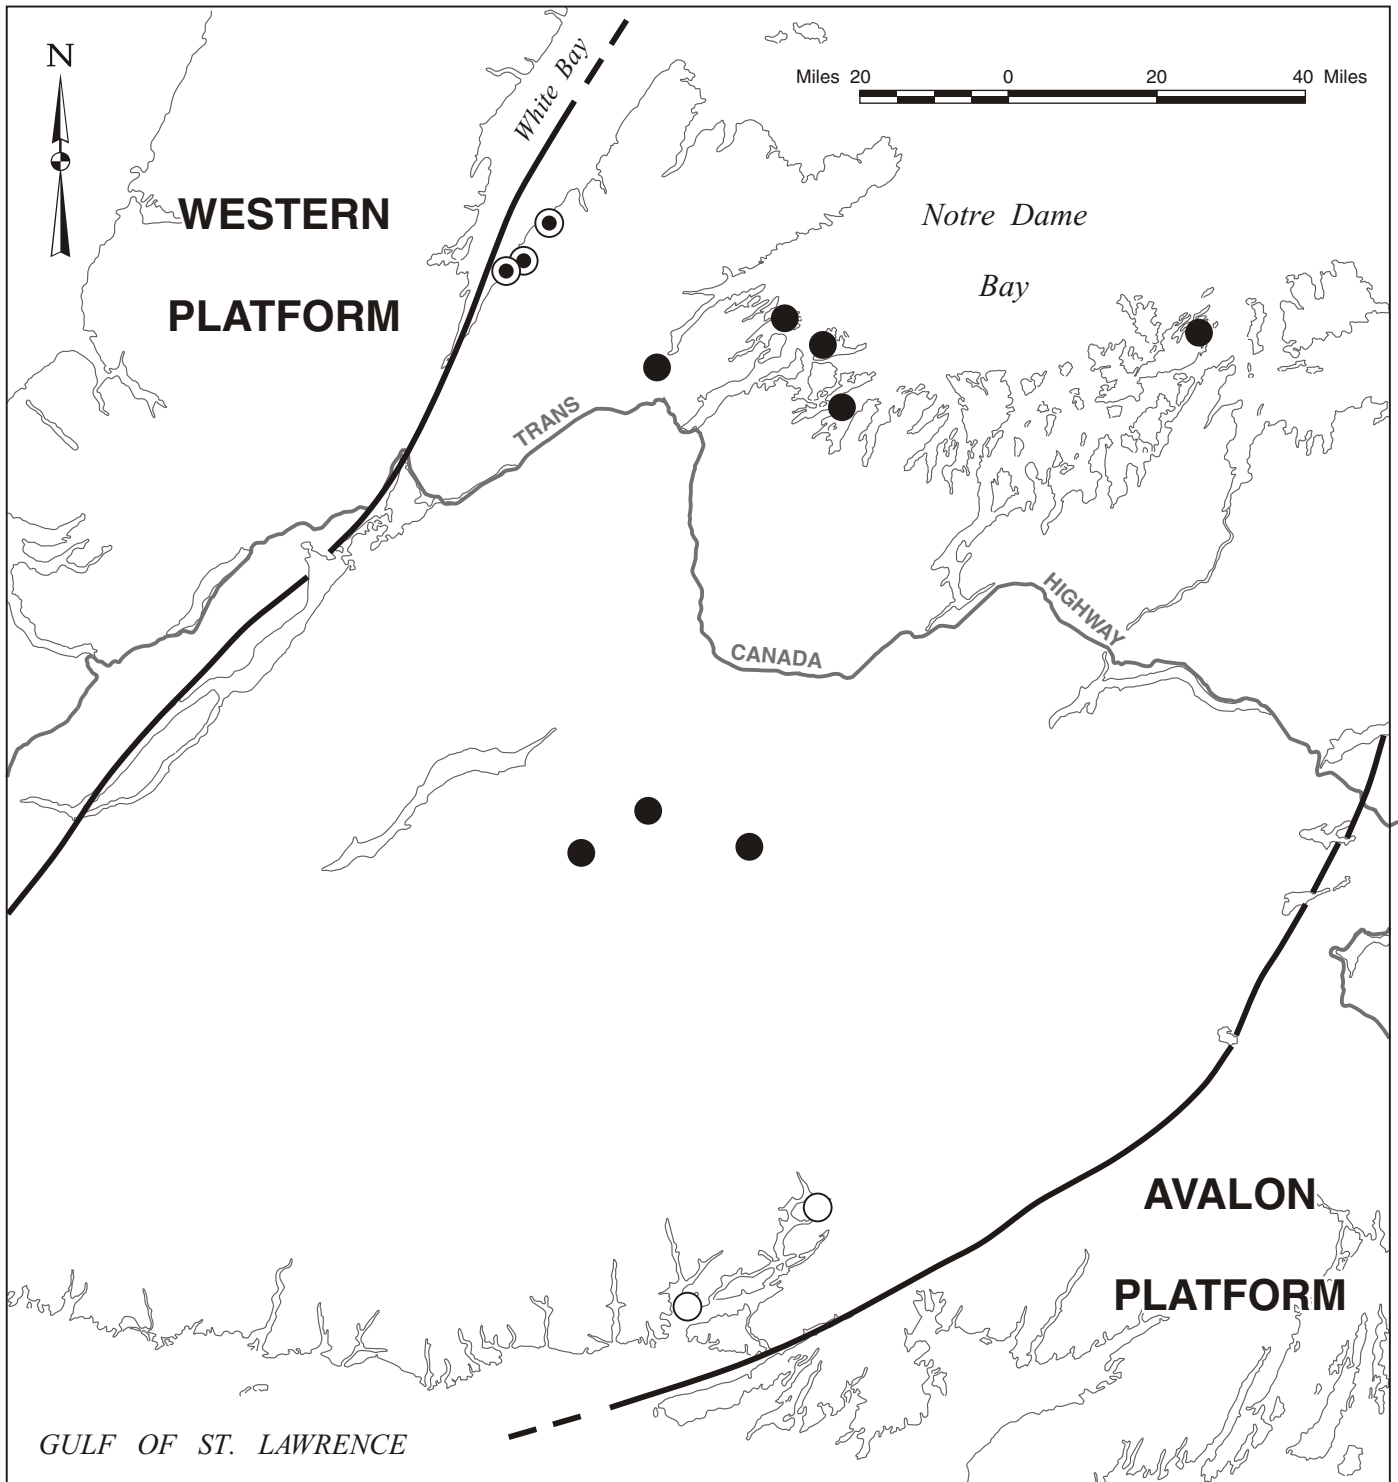 N
White Bay
Miles 20 0 20 40 Miles
WESTERN
PLATFORM
Notre Dame
Bay
TRANS
CANADA
HIGHWAY
AVALON
PLATFORM
GULF OF ST. LAWRENCE